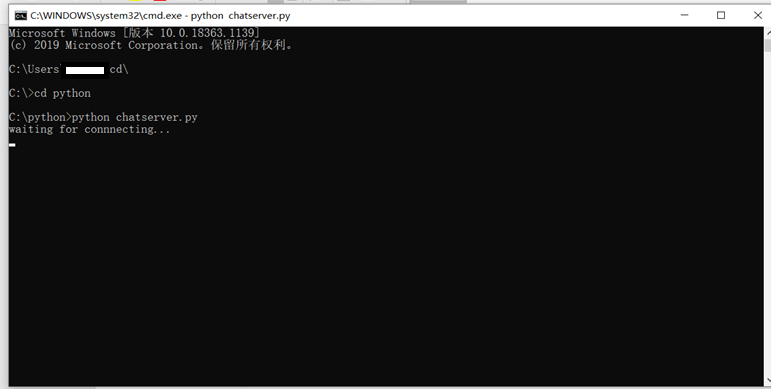 C:\WINDOWS\system32\cmd.exe - python  chatserver.py
Microsoft Windows [版本 10.0.18363.1139]
(c) 2019 Microsoft Corporation。保留所有权利。
C:\Users cd\
C:\>cd python
C:\python>python chatserver.py
waiting for connnecting...